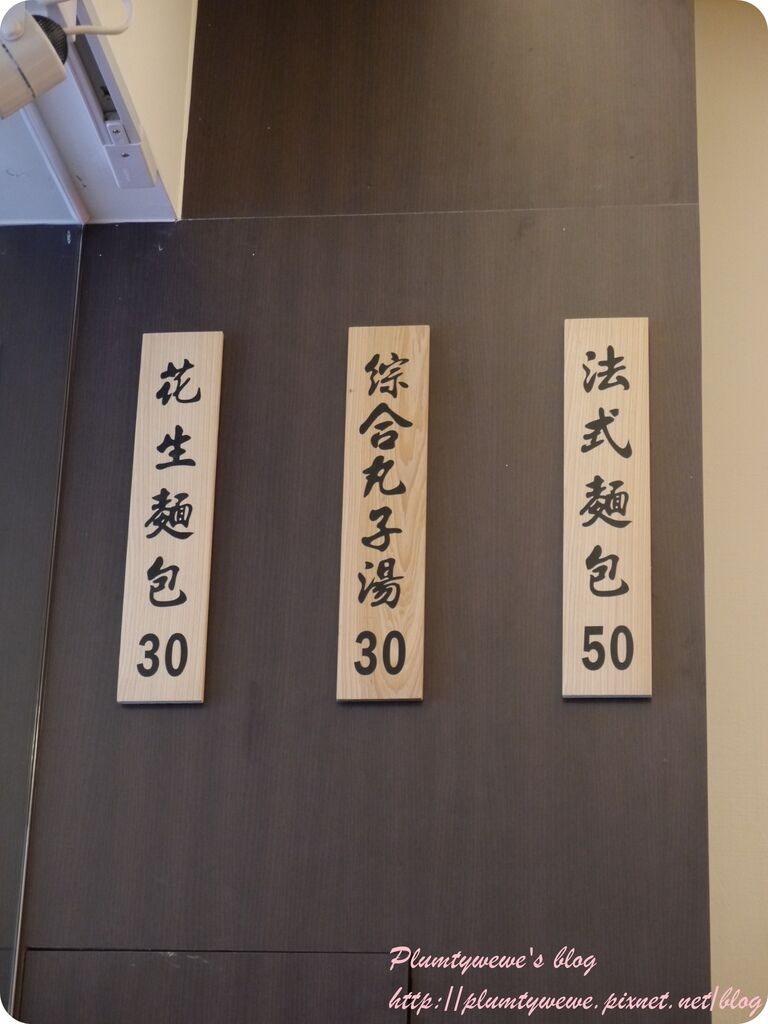 法式麵包
50
綜合丸子湯
30
花生麵包
30
Plumtywewe's blog
http://plumtywewe.pixnet.net/blog